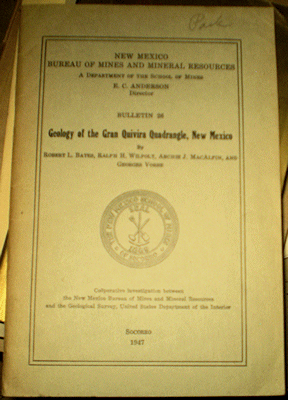 NEW MEXICO
BUREAU OF MINES AND MINERAL RESOURCES
A DEPARTMENT OF THE SCHOOL OF MINES
E. C. ANDERSON
Director
BULLETIN 26
Geology of the Gran Quivira Quadrangle, New Mexico
By
ROBERT L. BATES, RALPH H. WILPOLT, ARCHIE J. MACALPIN, AND
GEORGES VORBE
Coöperative investigation between
the New Mexico Bureau of Mines and Mineral Resources
and the Geological Survey, United States Department of the Interior
SOCORRO
1947